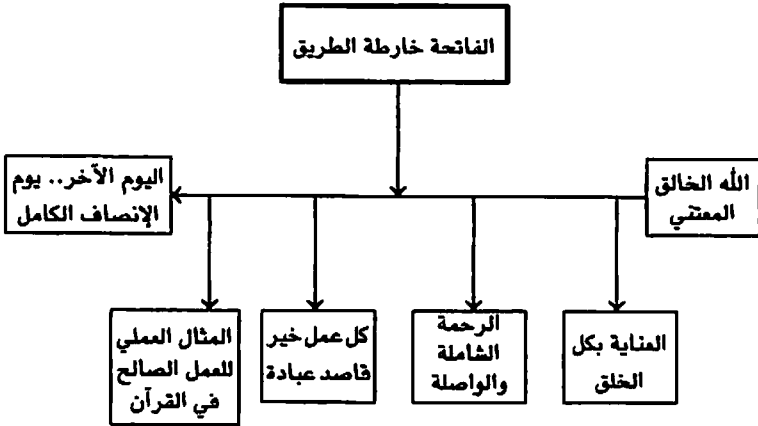 الفاتحة خارطة الطريق
الله الخالق
المعتني
اليوم الآخر.. يوم
الإنصاف الكامل
العناية بكل
الخلق
الرحمة
الشاملة
والواصلة
كل عمل خير
قاصد عبادة
المثال العملي
للعمل الصالح
في القرآن